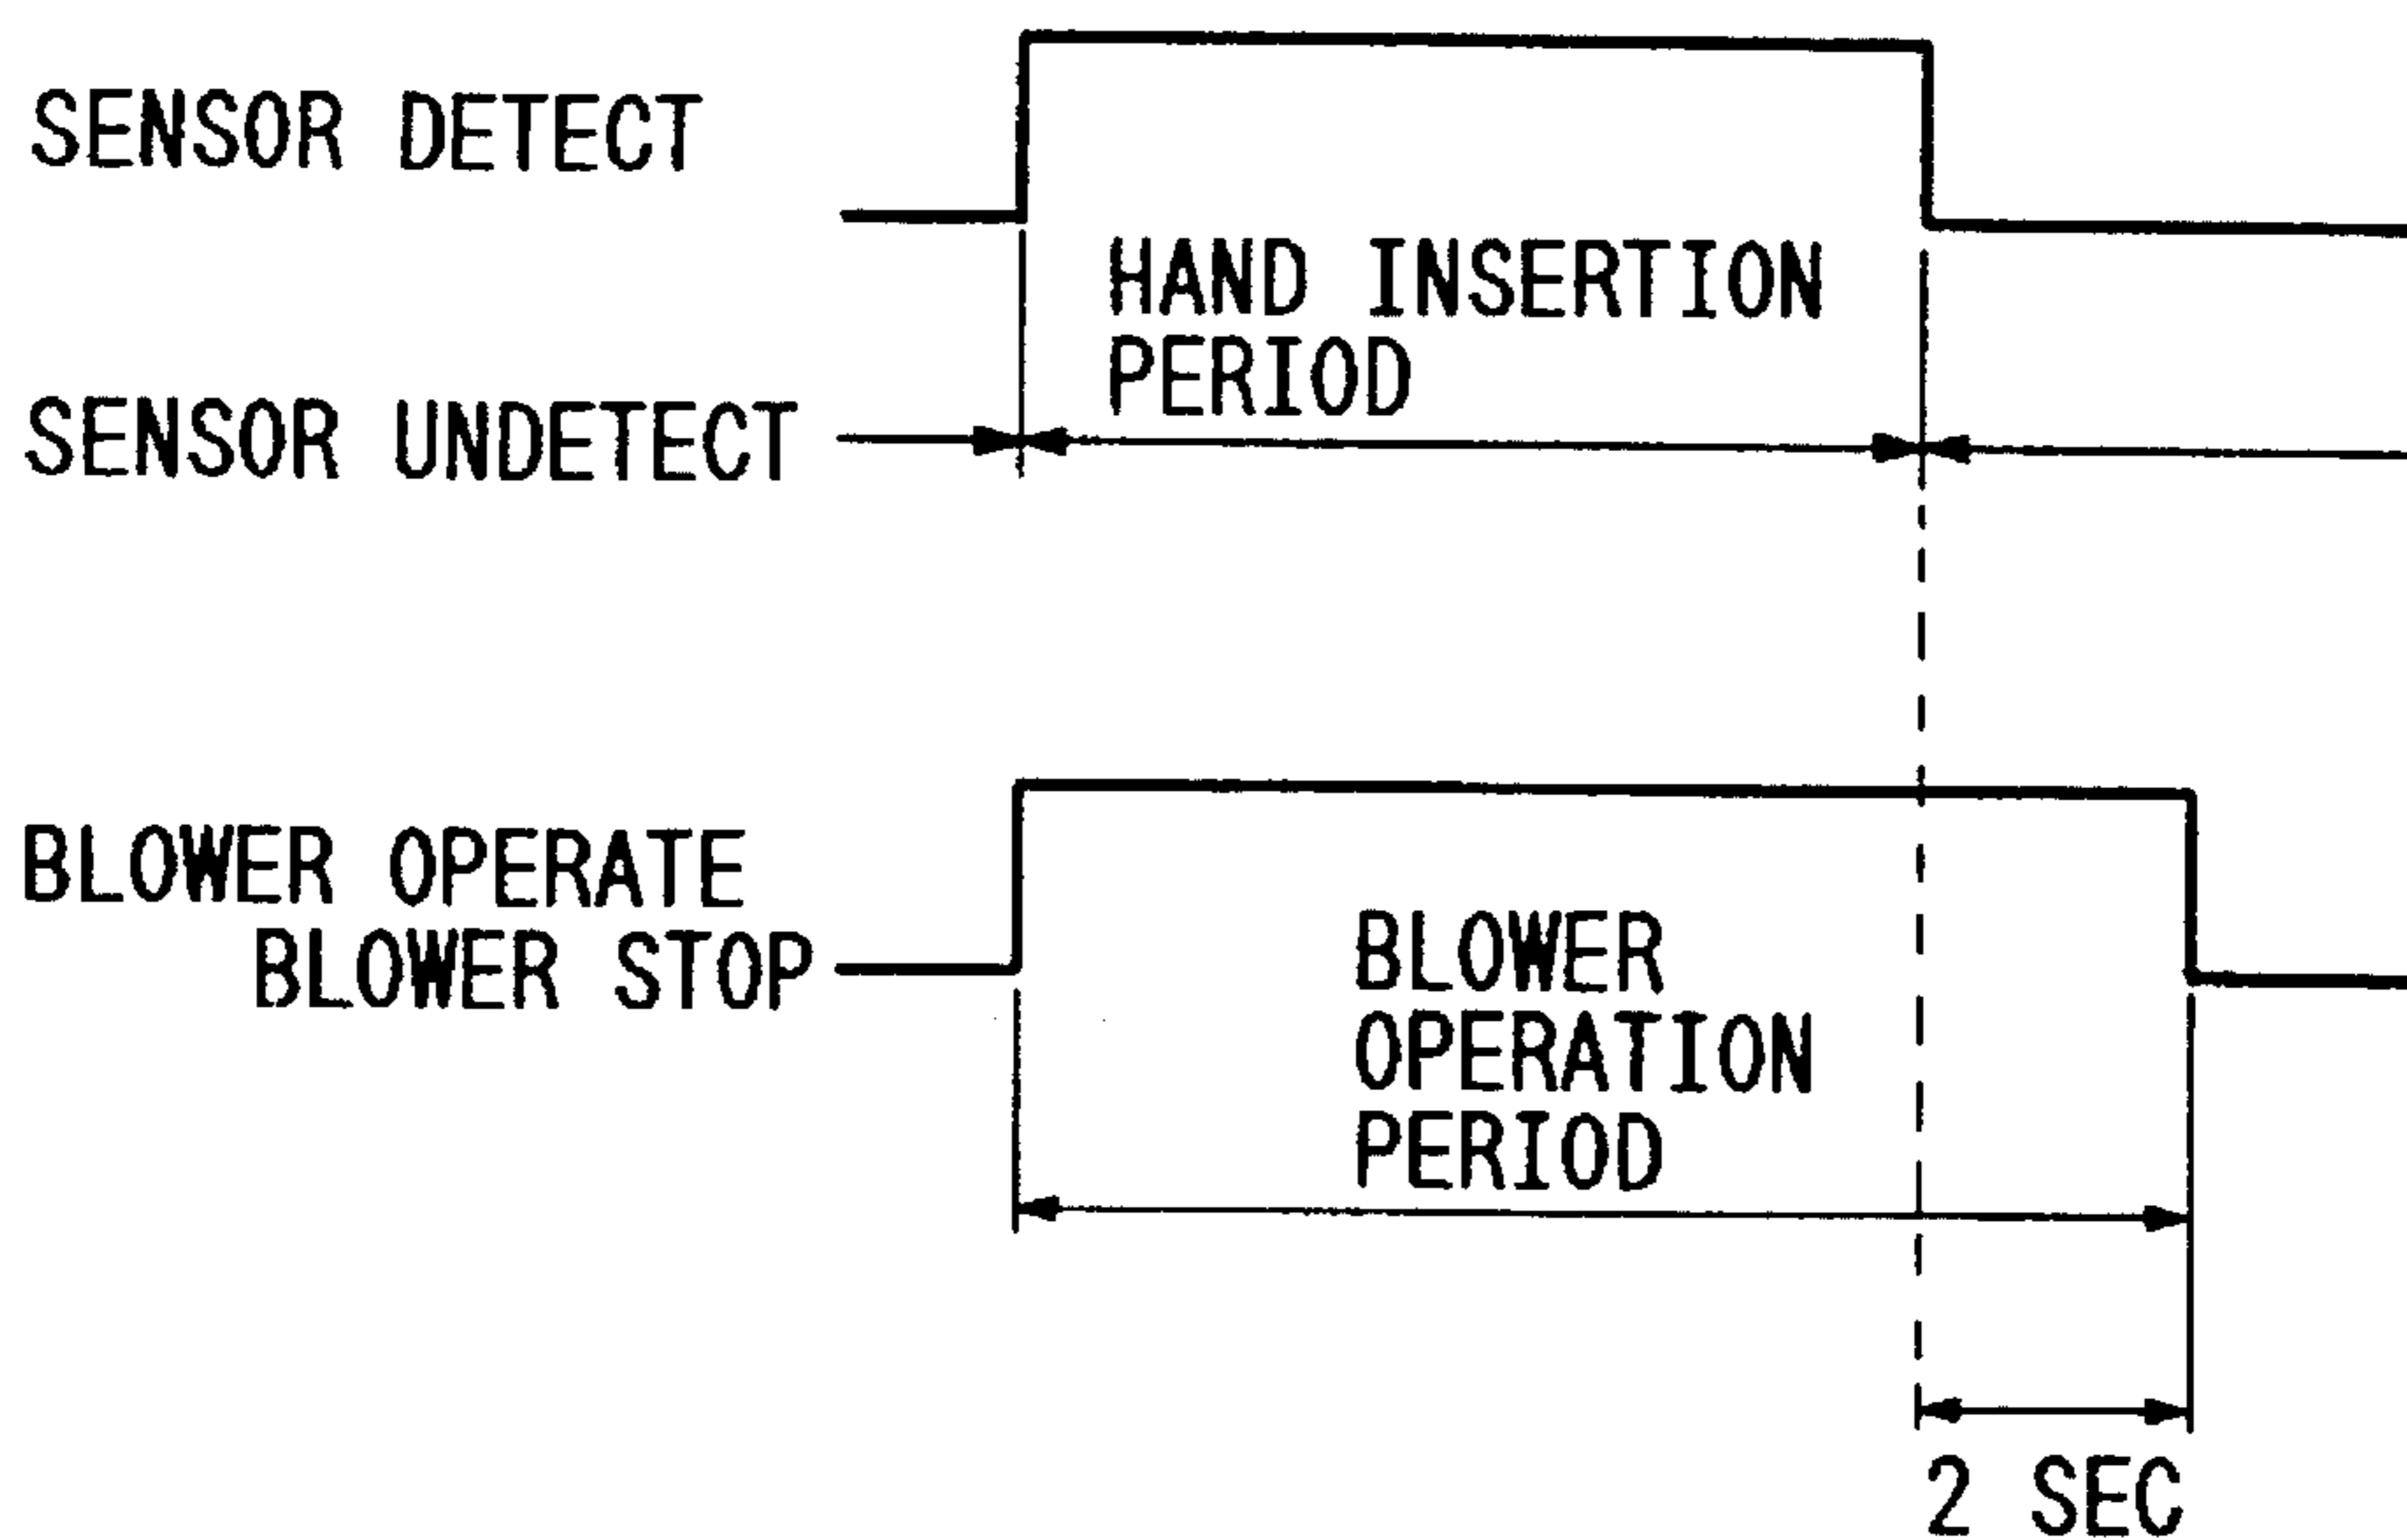 SENSOR DETECT
HAND INSERTION
PERIOD
SENSOR UNDETECT
BLOWER OPERATE
BLOWER STOP
BLOWER
OPERATION
PERIOD
2 SEC